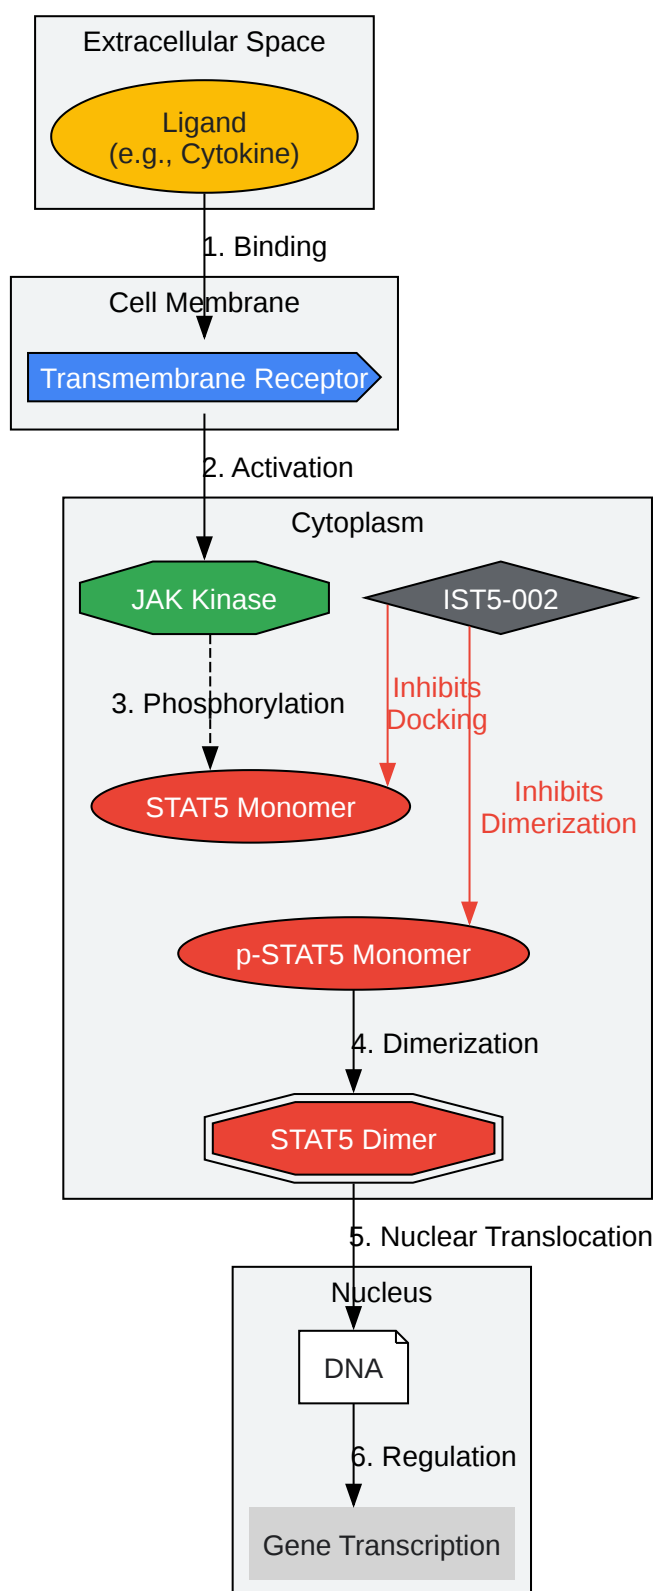 Extracellular Space
Ligand
(e.g., Cytokine)
1. Binding
Cell Membrane
Transmembrane Receptor
2. Activation
Cytoplasm
JAK Kinase
IST5-002
3. Phosphorylation
Inhibits
Docking
STAT5 Monomer
Inhibits
Dimerization
p-STAT5 Monomer
4. Dimerization
STAT5 Dimer
5. Nuclear Translocation
Nucleus
DNA
6. Regulation
Gene Transcription